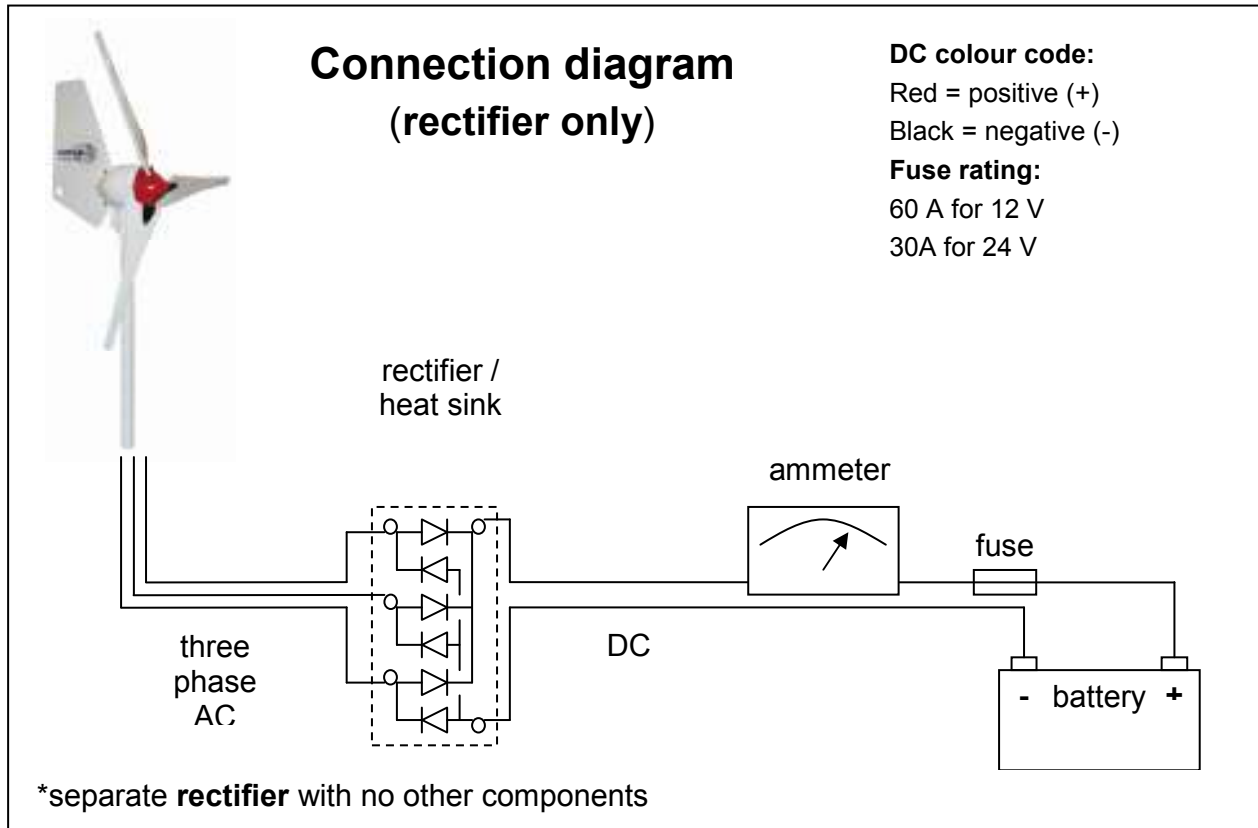 Connection diagram
(rectifier only)
DC colour code:
Red = positive (+)
Black = negative (-)
Fuse rating:
60 A for 12 V
30A for 24 V
rectifier /
heat sink
ammeter
fuse
three
phase
AC
DC
- battery +
*separate rectifier with no other components